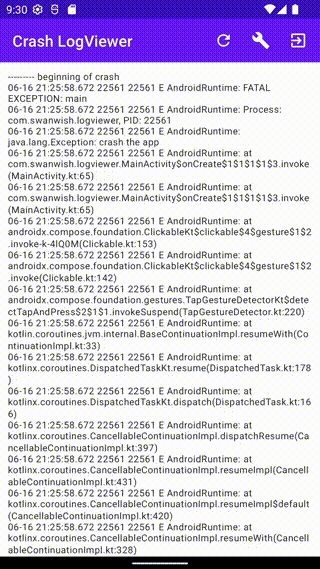 9:30
Crash LogViewer
--------- beginning of crash
06-16 21:25:58.672 22561 22561 E AndroidRuntime: FATAL
EXCEPTION: main
06-16 21:25:58.672 22561 22561 E AndroidRuntime: Process:
com.swanwish.logviewer, PID: 22561
06-16 21:25:58.672 22561 22561 E AndroidRuntime:
java.lang.Exception: crash the app
06-16 21:25:58.672 22561 22561 E AndroidRuntime: at
com.swanwish.logviewer.MainActivity$onCreate$1$1$1$1$3.invoke
(MainActivity.kt:65)
06-16 21:25:58.672 22561 22561 E AndroidRuntime: at
com.swanwish.logviewer.MainActivity$onCreate$1$1$1$1$3.invoke
(MainActivity.kt:65)
06-16 21:25:58.672 22561 22561 E AndroidRuntime: at
androidx.compose.foundation.ClickableKt$clickable$4$gesture$1$2
.invoke-k-4lQ0M(Clickable.kt:153)
06-16 21:25:58.672 22561 22561 E AndroidRuntime: at
androidx.compose.foundation.ClickableKt$clickable$4$gesture$1$2
.invoke(Clickable.kt:142)
06-16 21:25:58.672 22561 22561 E AndroidRuntime: at
androidx.compose.foundation.gestures.TapGestureDetectorKt$dete
ctTapAndPress$2$1$1.invokeSuspend(TapGestureDetector.kt:220)
06-16 21:25:58.672 22561 22561 E AndroidRuntime: at
kotlin.coroutines.jvm.internal.BaseContinuationImpl.resumeWith(Co
ntinuationImpl.kt:33)
06-16 21:25:58.672 22561 22561 E AndroidRuntime: at
kotlinx.coroutines.DispatchedTaskKt.resume(DispatchedTask.kt:178
)
06-16 21:25:58.672 22561 22561 E AndroidRuntime: at
kotlinx.coroutines.DispatchedTaskKt.dispatch(DispatchedTask.kt:16
6)
06-16 21:25:58.672 22561 22561 E AndroidRuntime: at
kotlinx.coroutines.CancellableContinuationImpl.dispatchResume(Ca
ncellableContinuationImpl.kt:397)
06-16 21:25:58.672 22561 22561 E AndroidRuntime: at
kotlinx.coroutines.CancellableContinuationImpl.resumeImpl(Cancell
ableContinuationImpl.kt:431)
06-16 21:25:58.672 22561 22561 E AndroidRuntime: at
kotlinx.coroutines.CancellableContinuationImpl.resumeImpl$default
(CancellableContinuationImpl.kt:420)
06-16 21:25:58.672 22561 22561 E AndroidRuntime: at
kotlinx.coroutines.CancellableContinuationImpl.resumeWith(Cancell
ableContinuationImpl.kt:328)